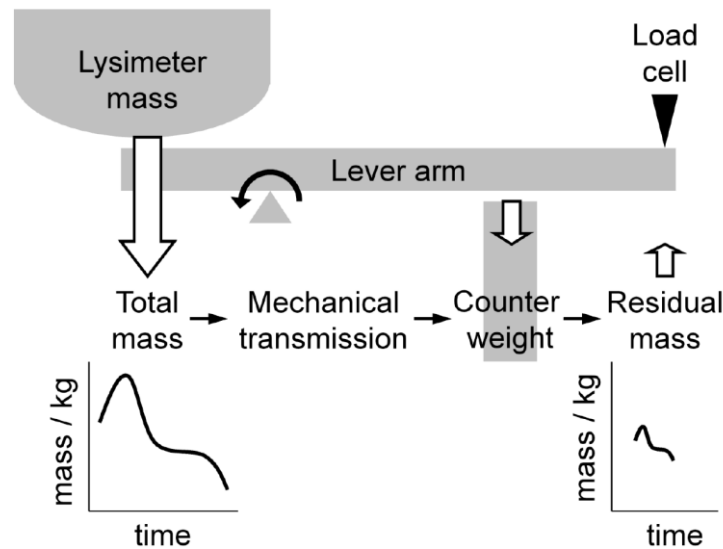 Lysimeter
mass
Load
cell
Lever arm
Total
mass
Mechanical
transmission
Counter
weight
Residual
mass
mass / kg
time
mass / kg
time